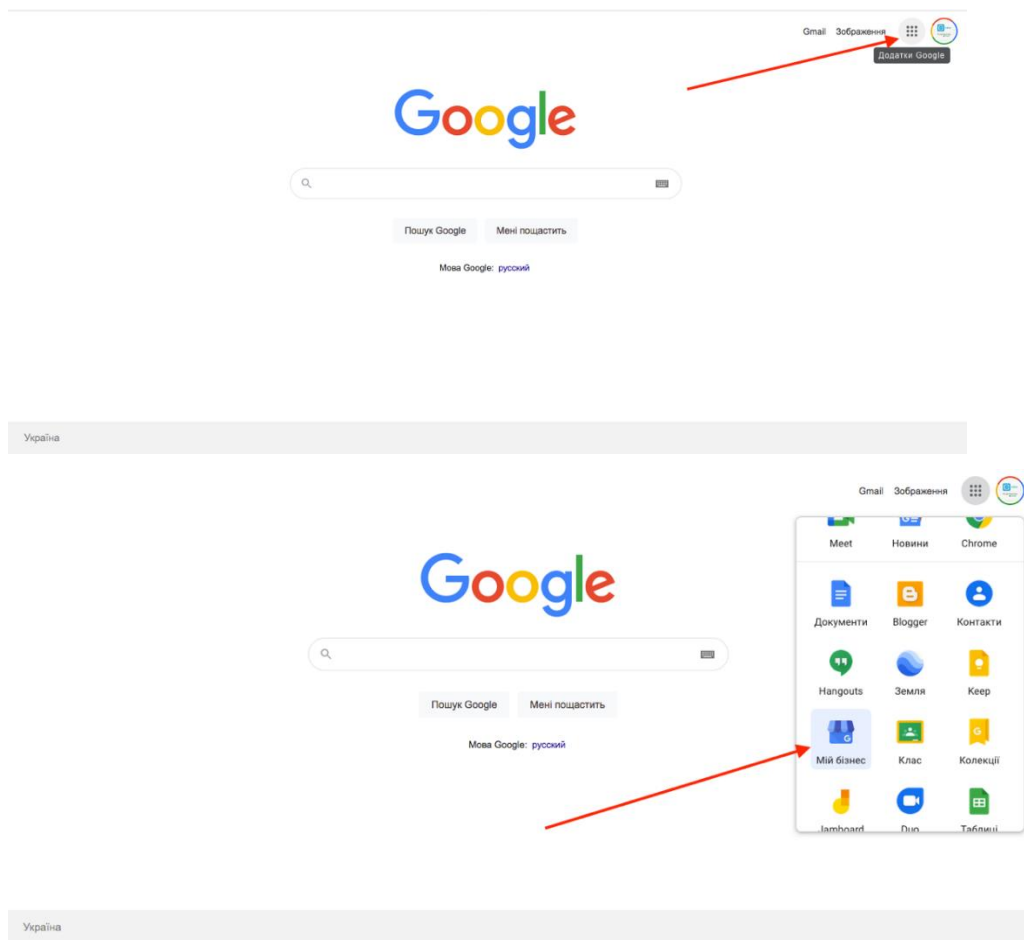 Gmail Зображення
Додатки Google
Google
Пошук Google Мені пощастить
Мова Google: русский
Україна
Gmail Зображення
Meet Новини Chrome
Google
Документи Blogger Контакти
Hangouts Земля Keep
Пошук Google Мені пощастить
Мова Google: русский
Мій бізнес Клас Колекції
Jamboard Duo Таблиці
Україна